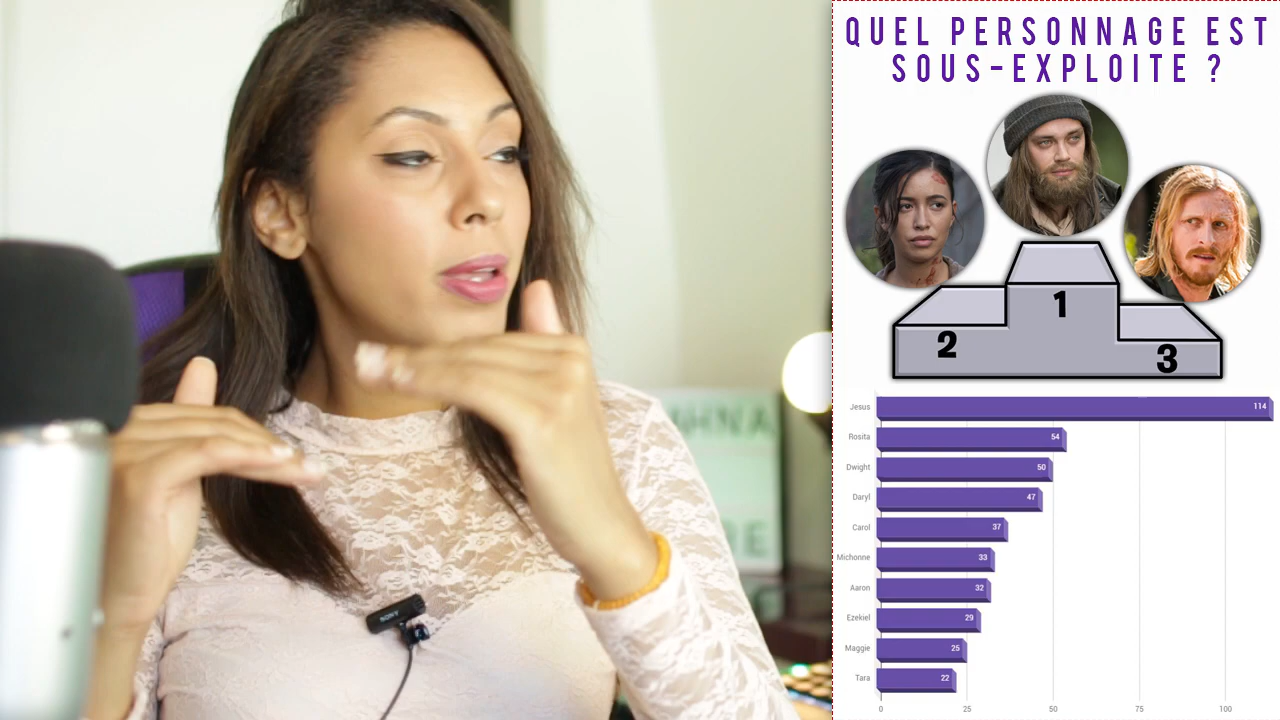 QUEL PERSONNAGE EST
SOUS-EXPLOITE ?
1
2
3
Jesus 114
Rosita 54
Dwight 50
Daryl 47
Carol 37
Michonne 33
Aaron 32
Ezekiel 29
Maggie 25
Tara 22
0 25 50 75 100
SONY